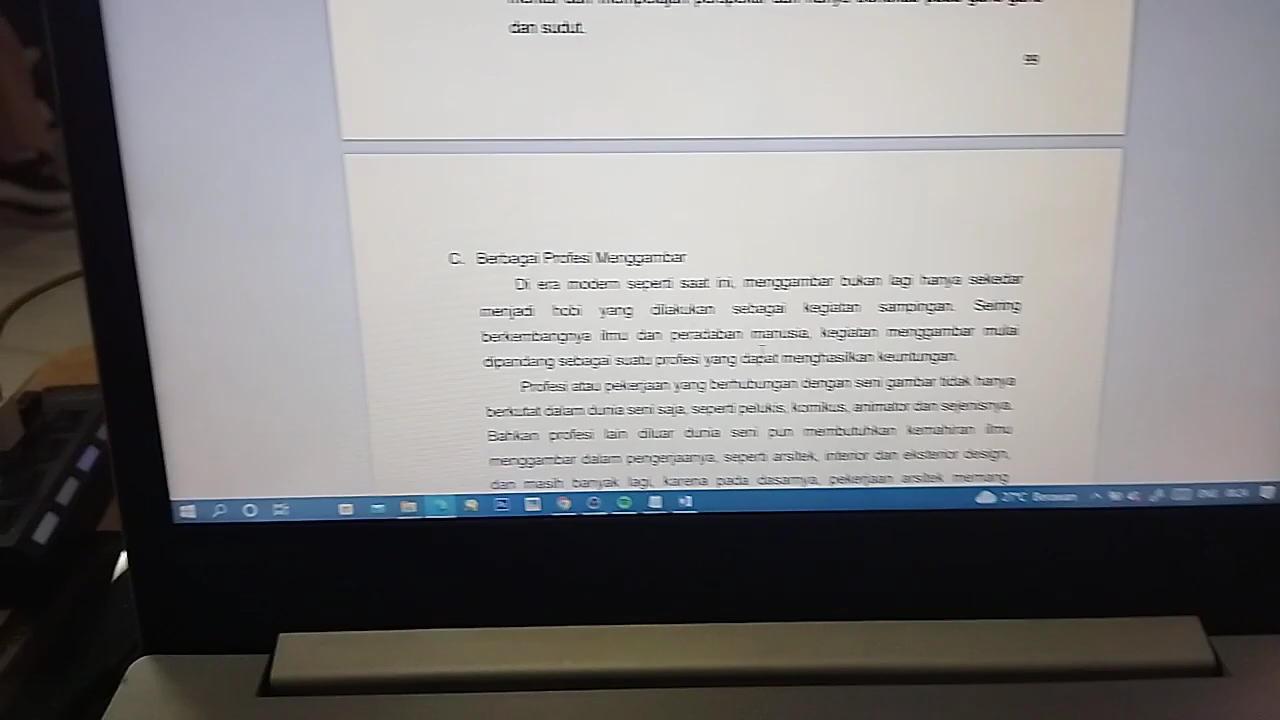 dan sudut.
99
C. Berbagai Profesi Menggambar
Di era modern seperti saat ini, menggambar bukan lagi hanya sekedar
menjadi hobi yang dilakukan sebagai kegiatan sampingan. Seiring
berkembangnya ilmu dan peradaban manusia, kegiatan menggambar mulai
dipandang sebagai suatu profesi yang dapat menghasilkan keuntungan.
Profesi atau pekerjaan yang berhubungan dengan seni gambar tidak hanya
berkutat dalam dunia seni saja, seperti pelukis, komikus, animator dan sejenisnya.
Bahkan profesi lain diluar dunia seni pun membutuhkan kemahiran ilmu
menggambar dalam pengerjaanya, seperti arsitek, interior dan eksterior design,
dan masih banyak lagi, karena pada dasarnya, pekerjaan arsitek memang
27°C Berawan